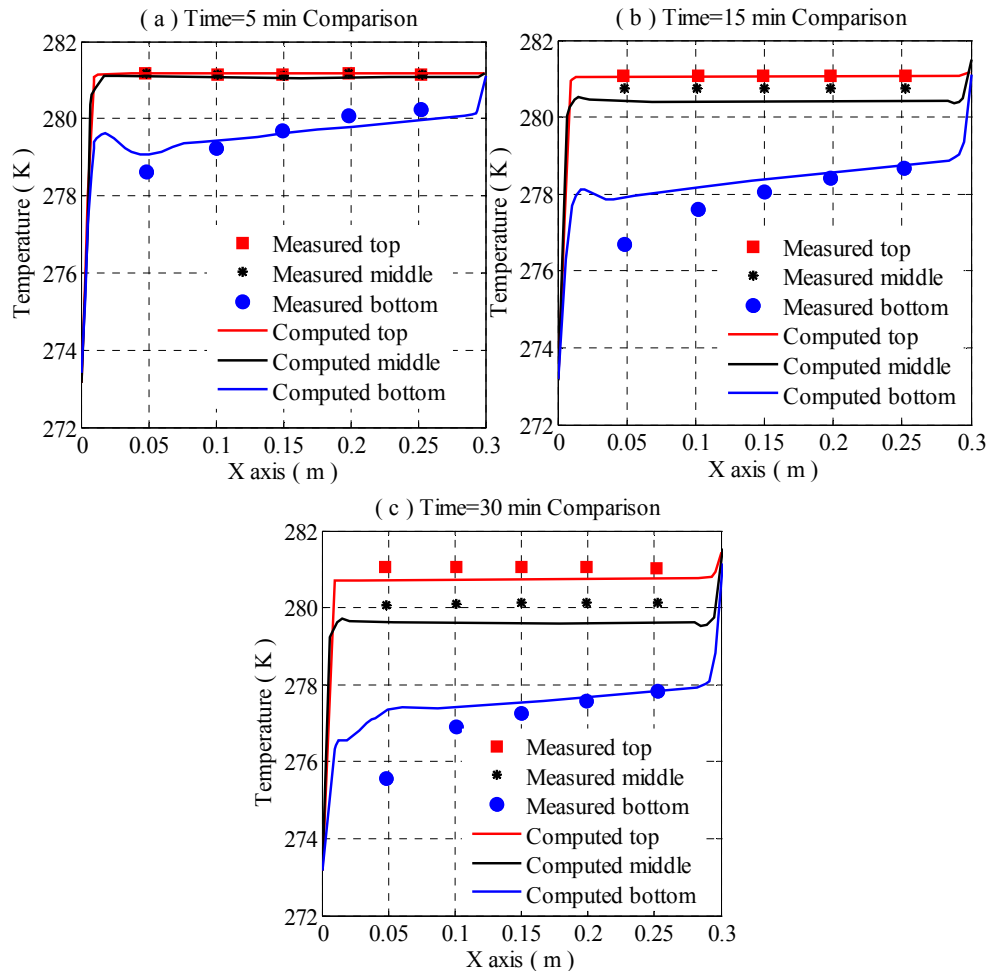 ( a ) Time=5 min Comparison
282
280
278
276
274
272
Temperature ( K )
Measured top
Measured middle
Measured bottom
Computed top
Computed middle
Computed bottom
0 0.05 0.1 0.15 0.2 0.25 0.3
X axis ( m )
( b ) Time=15 min Comparison
282
280
278
276
274
272
Temperature ( K )
Measured top
Measured middle
Measured bottom
Computed top
Computed middle
Computed bottom
0 0.05 0.1 0.15 0.2 0.25 0.3
X axis ( m )
( c ) Time=30 min Comparison
282
280
278
276
274
272
Temperature ( K )
Measured top
Measured middle
Measured bottom
Computed top
Computed middle
Computed bottom
0 0.05 0.1 0.15 0.2 0.25 0.3
X axis ( m )